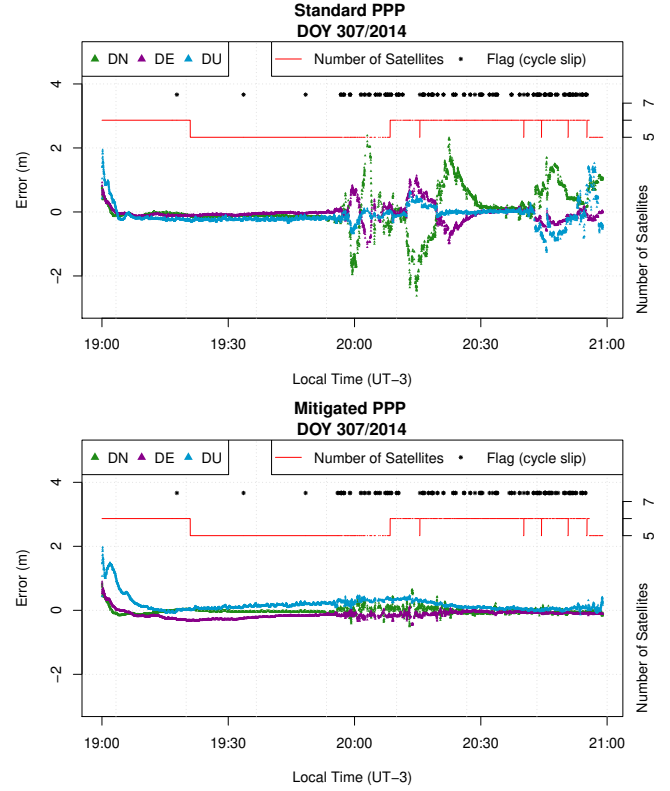 Standard PPP
DOY 307/2014
DN DE DU Number of Satellites Flag (cycle slip)
4
2
0
−2
Error (m)
7
5
Number of Satellites
19:00 19:30 20:00 20:30 21:00
Local Time (UT−3)
Mitigated PPP
DOY 307/2014
DN DE DU Number of Satellites Flag (cycle slip)
4
2
0
−2
Error (m)
7
5
Number of Satellites
19:00 19:30 20:00 20:30 21:00
Local Time (UT−3)